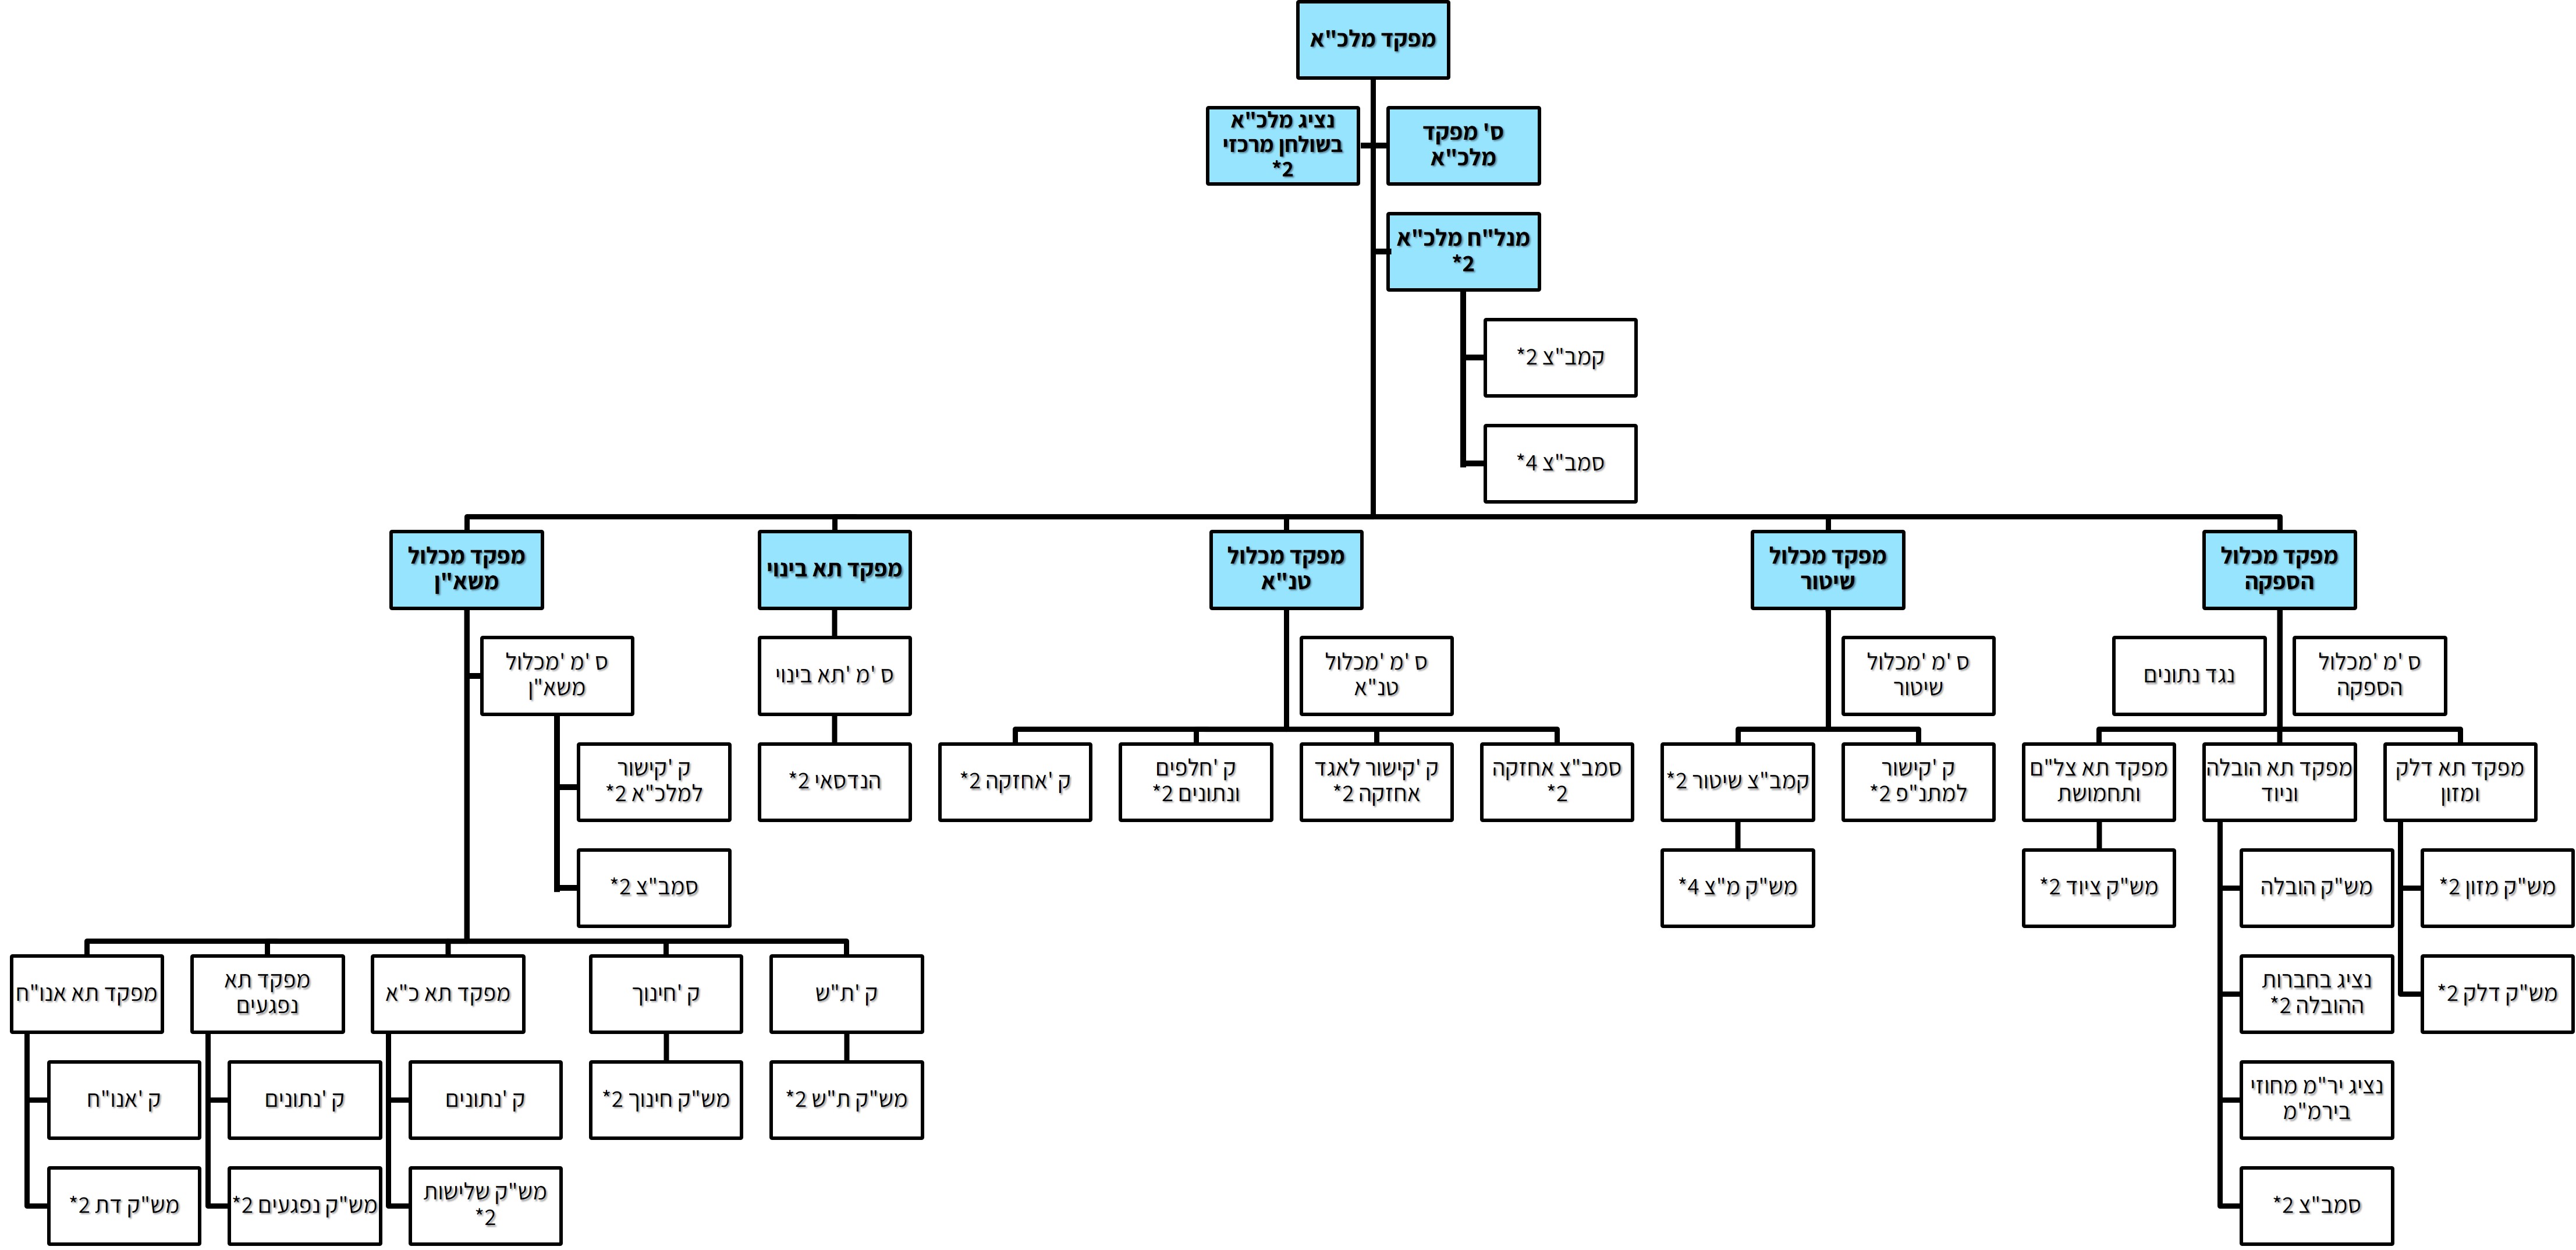 מפקד מלכ"א
ס' מפקד
מלכ"א
נציג מלכ"א
בשולחן מרכזי
*2
מנל"ח מלכ"א
*2
קמב"צ 2*
סמב"צ 4*
מפקד מכלול
הספקה
מפקד מכלול
שיטור
מפקד מכלול
טנ"א
מפקד תא בינוי
מפקד מכלול
משא"ן
ס 'מ 'מכלול
הספקה
נגד נתונים
ס 'מ 'מכלול
שיטור
ס 'מ 'מכלול
טנ"א
ס 'מ 'תא בינוי
ס 'מ 'מכלול
משא"ן
מפקד תא דלק
ומזון
מפקד תא הובלה
וניוד
מפקד תא צל"ם
ותחמושת
ק 'קישור
למתנ"פ 2*
קמב"צ שיטור 2*
סמב"צ אחזקה
*2
ק 'קישור לאגד
אחזקה 2*
ק 'חלפים
ונתונים 2*
ק 'אחזקה 2*
הנדסאי 2*
ק 'קישור
למלכ"א 2*
מש"ק מזון 2*
מש"ק הובלה
מש"ק ציוד 2*
מש"ק מ"צ 4*
סמב"צ 2*
מש"ק דלק 2*
נציג בחברות
ההובלה 2*
ק 'ת"ש
ק 'חינוך
מפקד תא כ"א
מפקד תא
נפגעים
מפקד תא אנו"ח
נציג יר"מ מחוזי
בירמ"מ
מש"ק ת"ש 2*
מש"ק חינוך 2*
ק 'נתונים
ק 'נתונים
ק 'אנו"ח
סמב"צ 2*
מש"ק שלישות
*2
מש"ק נפגעים 2*
מש"ק דת 2*